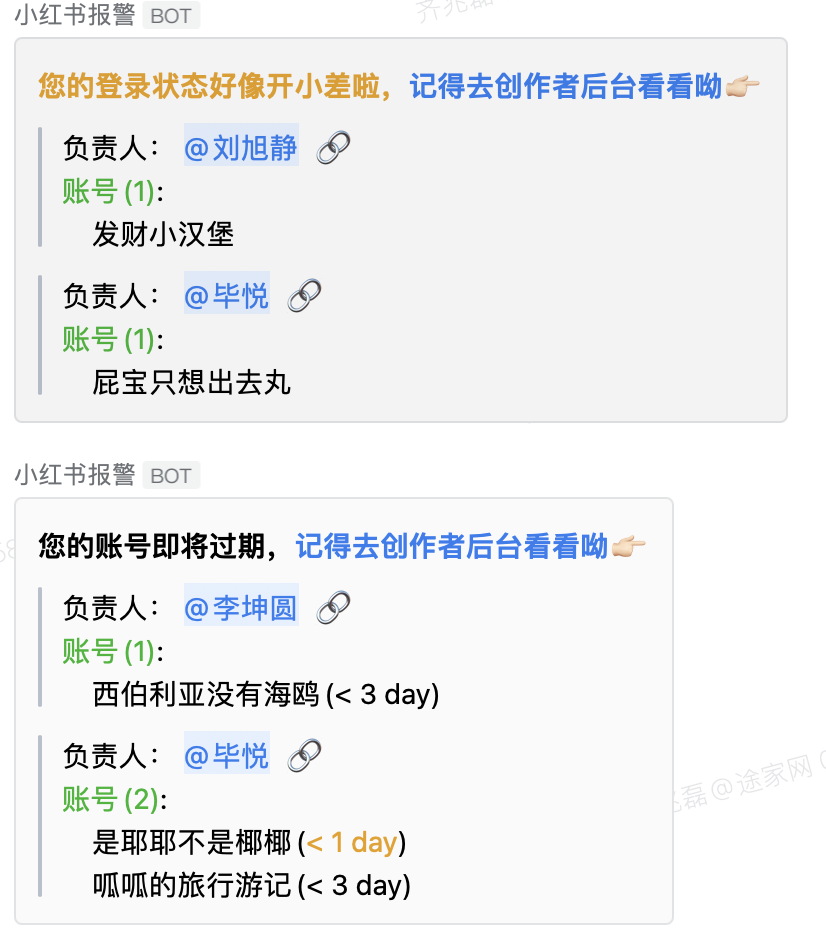 小红书报警 BOT
您的登录状态好像开小差啦，记得去创作者后台看看呦👉🏻
负责人： @刘旭静 🔗
账号 (1):
发财小汉堡
负责人： @毕悦 🔗
账号 (1):
屁宝只想出去丸
小红书报警 BOT
您的账号即将过期，记得去创作者后台看看呦👉🏻
负责人： @李坤圆 🔗
账号 (1):
西伯利亚没有海鸥 (< 3 day)
负责人： @毕悦 🔗
账号 (2):
是耶耶不是椰椰 (< 1 day)
呱呱的旅行游记 (< 3 day)
磊@途家网